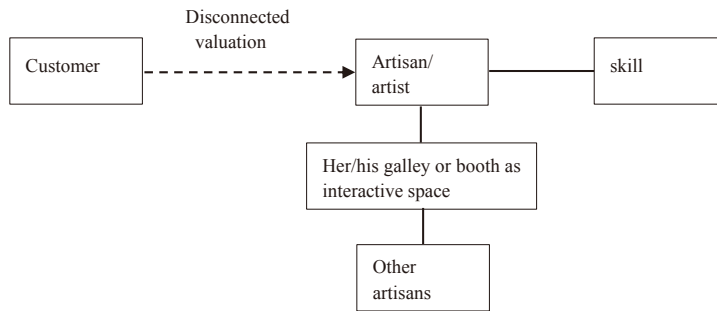 Disconnected
valuation
Customer
Artisan/
artist
skill
Her/his galley or booth as
interactive space
Other
artisans